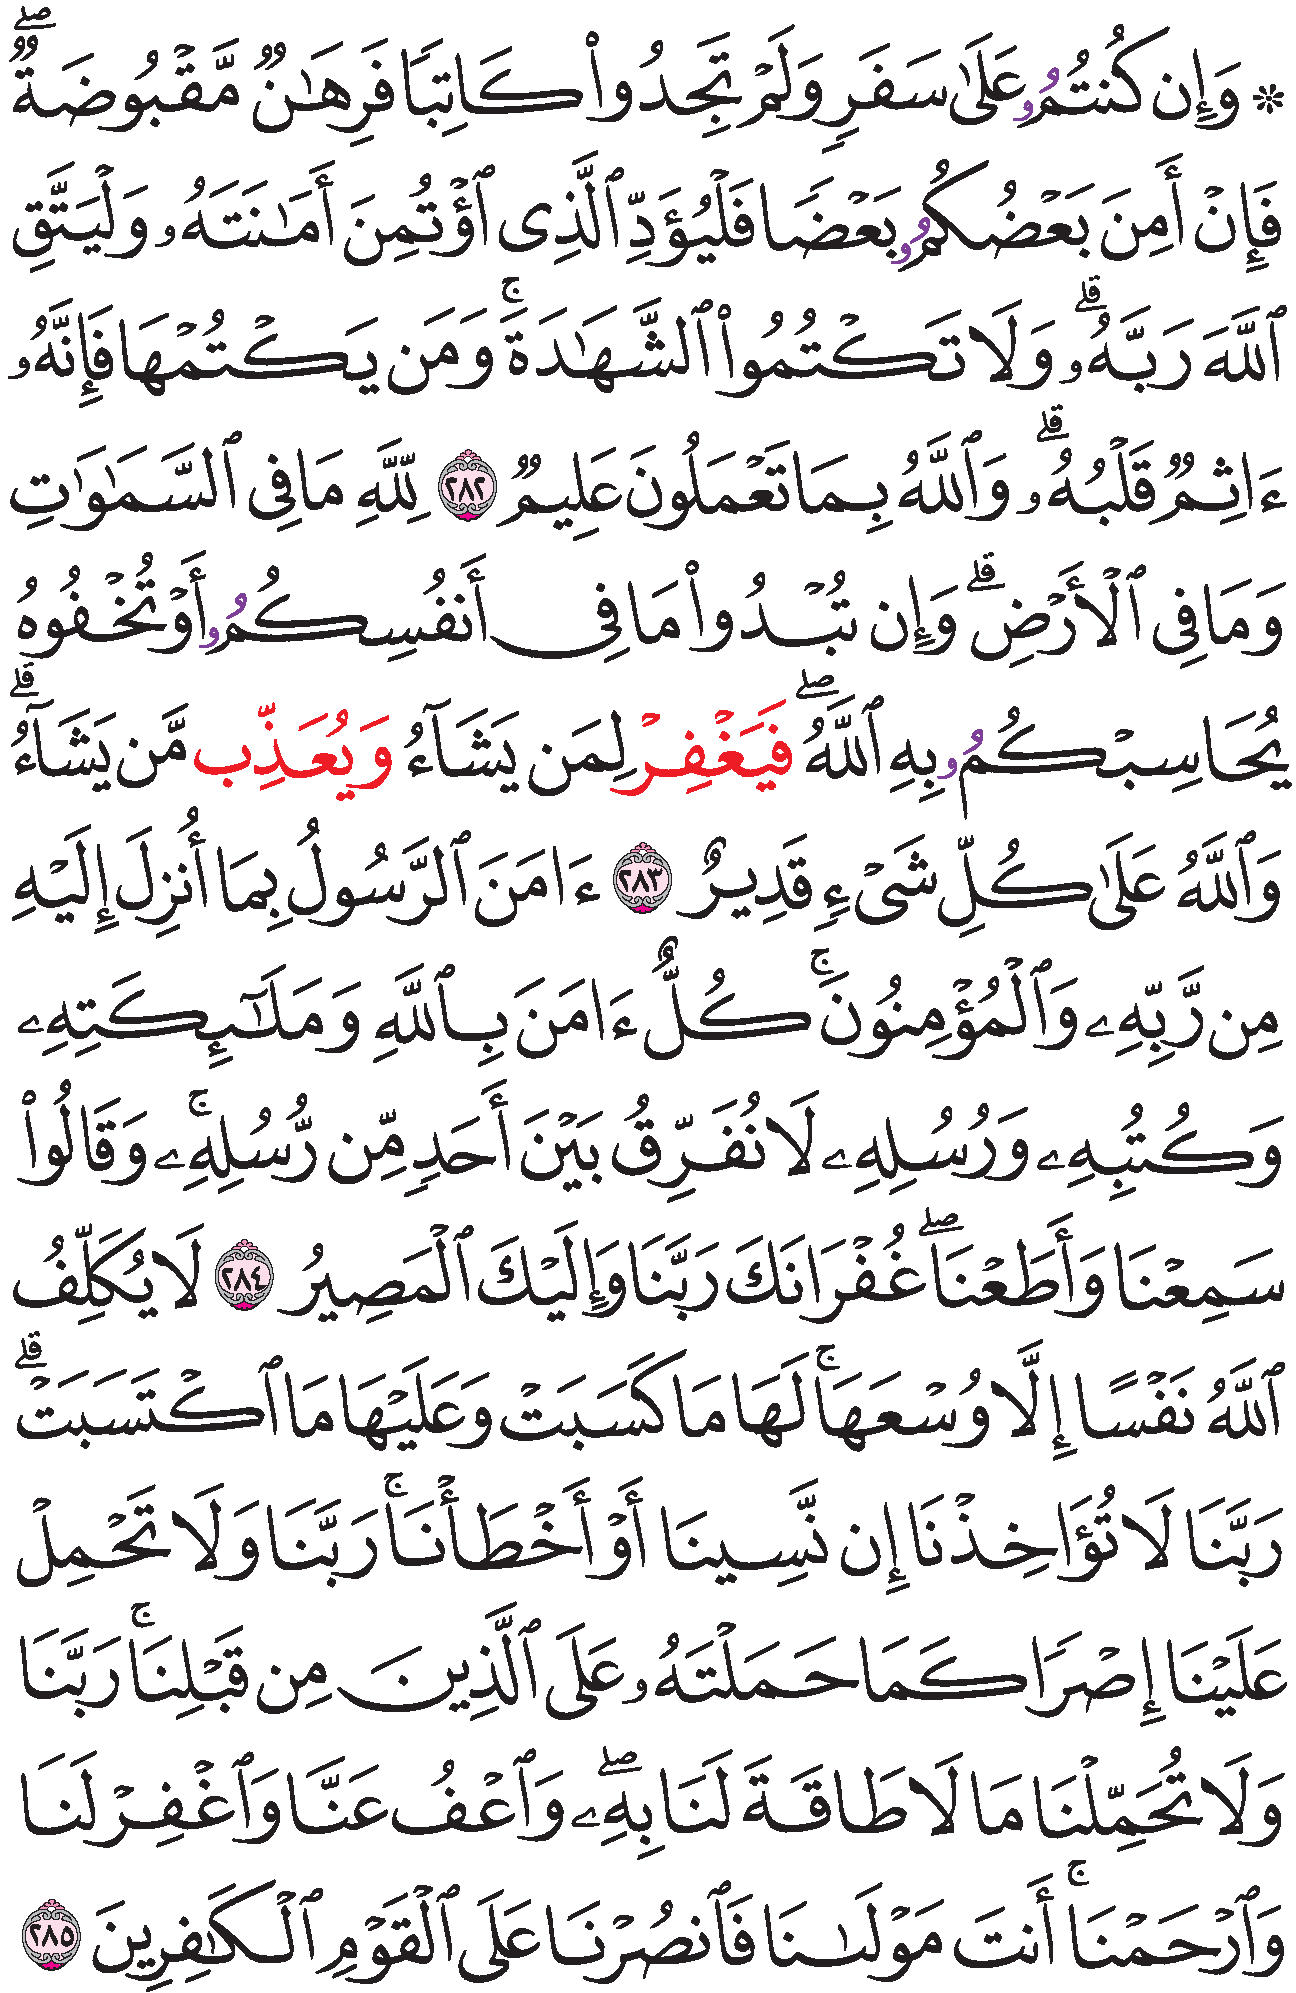 ۞ وَإِن كُنتُمُۥ عَلَىٰ سَفَرٖ وَلَمْ تَجِدُواْ كَاتِبٗا فَرِهَٰنٞ مَّقْبُوضَةٞۖ
فَإِنْ أَمِنَ بَعْضُكُمُۥ بَعْضٗا فَلْيُؤَدِّ ٱلَّذِى ٱؤْتُمِنَ أَمَٰنَتَهُۥ وَلْيَتَّقِ
ٱللَّهَ رَبَّهُۥۗ وَلَا تَكْتُمُواْ ٱلشَّهَٰدَةَۚ وَمَن يَكْتُمْهَا فَإِنَّهُۥ
ءَاثِمٞ قَلْبُهُۥۗ وَٱللَّهُ بِمَا تَعْمَلُونَ عَلِيمٞ ٢٨٢ لِلَّهِ مَا فِى ٱلسَّمَٰوَٰتِ
وَمَا فِى ٱلْأَرْضِۗ وَإِن تُبْدُواْ مَا فِى أَنفُسِكُمُۥ أَوْ تُخْفُوهُ
يُحَاسِبْكُمُۥ بِهِ ٱللَّهُۖ فَيَغْفِرْ لِمَن يَشَآءُ وَيُعَذِّب مَّن يَشَآءُۗ
وَٱللَّهُ عَلَىٰ كُلِّ شَىْءٖ قَدِيرٌ ٢٨٣ ءَامَنَ ٱلرَّسُولُ بِمَا أُنزِلَ إِلَيْهِ
مِن رَّبِّهِۦ وَٱلْمُؤْمِنُونَۚ كُلٌّ ءَامَنَ بِٱللَّهِ وَمَلَٰٓئِكَتِهِۦ
وَكُتُبِهِۦ وَرُسُلِهِۦ لَا نُفَرِّقُ بَيْنَ أَحَدٖ مِّن رُّسُلِهِۦۚ وَقَالُواْ
سَمِعْنَا وَأَطَعْنَاۖ غُفْرَانَكَ رَبَّنَا وَإِلَيْكَ ٱلْمَصِيرُ ٢٨٤ لَا يُكَلِّفُ
ٱللَّهُ نَفْسًا إِلَّا وُسْعَهَاۚ لَهَا مَا كَسَبَتْ وَعَلَيْهَا مَا ٱكْتَسَبَتْۗ
رَبَّنَا لَا تُؤَاخِذْنَا إِن نَّسِينَا أَوْ أَخْطَأْنَاۚ رَبَّنَا وَلَا تَحْمِلْ
عَلَيْنَا إِصْرٗا كَمَا حَمَلْتَهُۥ عَلَى ٱلَّذِينَ مِن قَبْلِنَاۚ رَبَّنَا
وَلَا تُحَمِّلْنَا مَا لَا طَاقَةَ لَنَا بِهِۦۖ وَٱعْفُ عَنَّا وَٱغْفِرْ لَنَا
وَٱرْحَمْنَاۚ أَنتَ مَوْلَىٰنَا فَٱنصُرْنَا عَلَى ٱلْقَوْمِ ٱلْكَٰفِرِينَ ٢٨٥